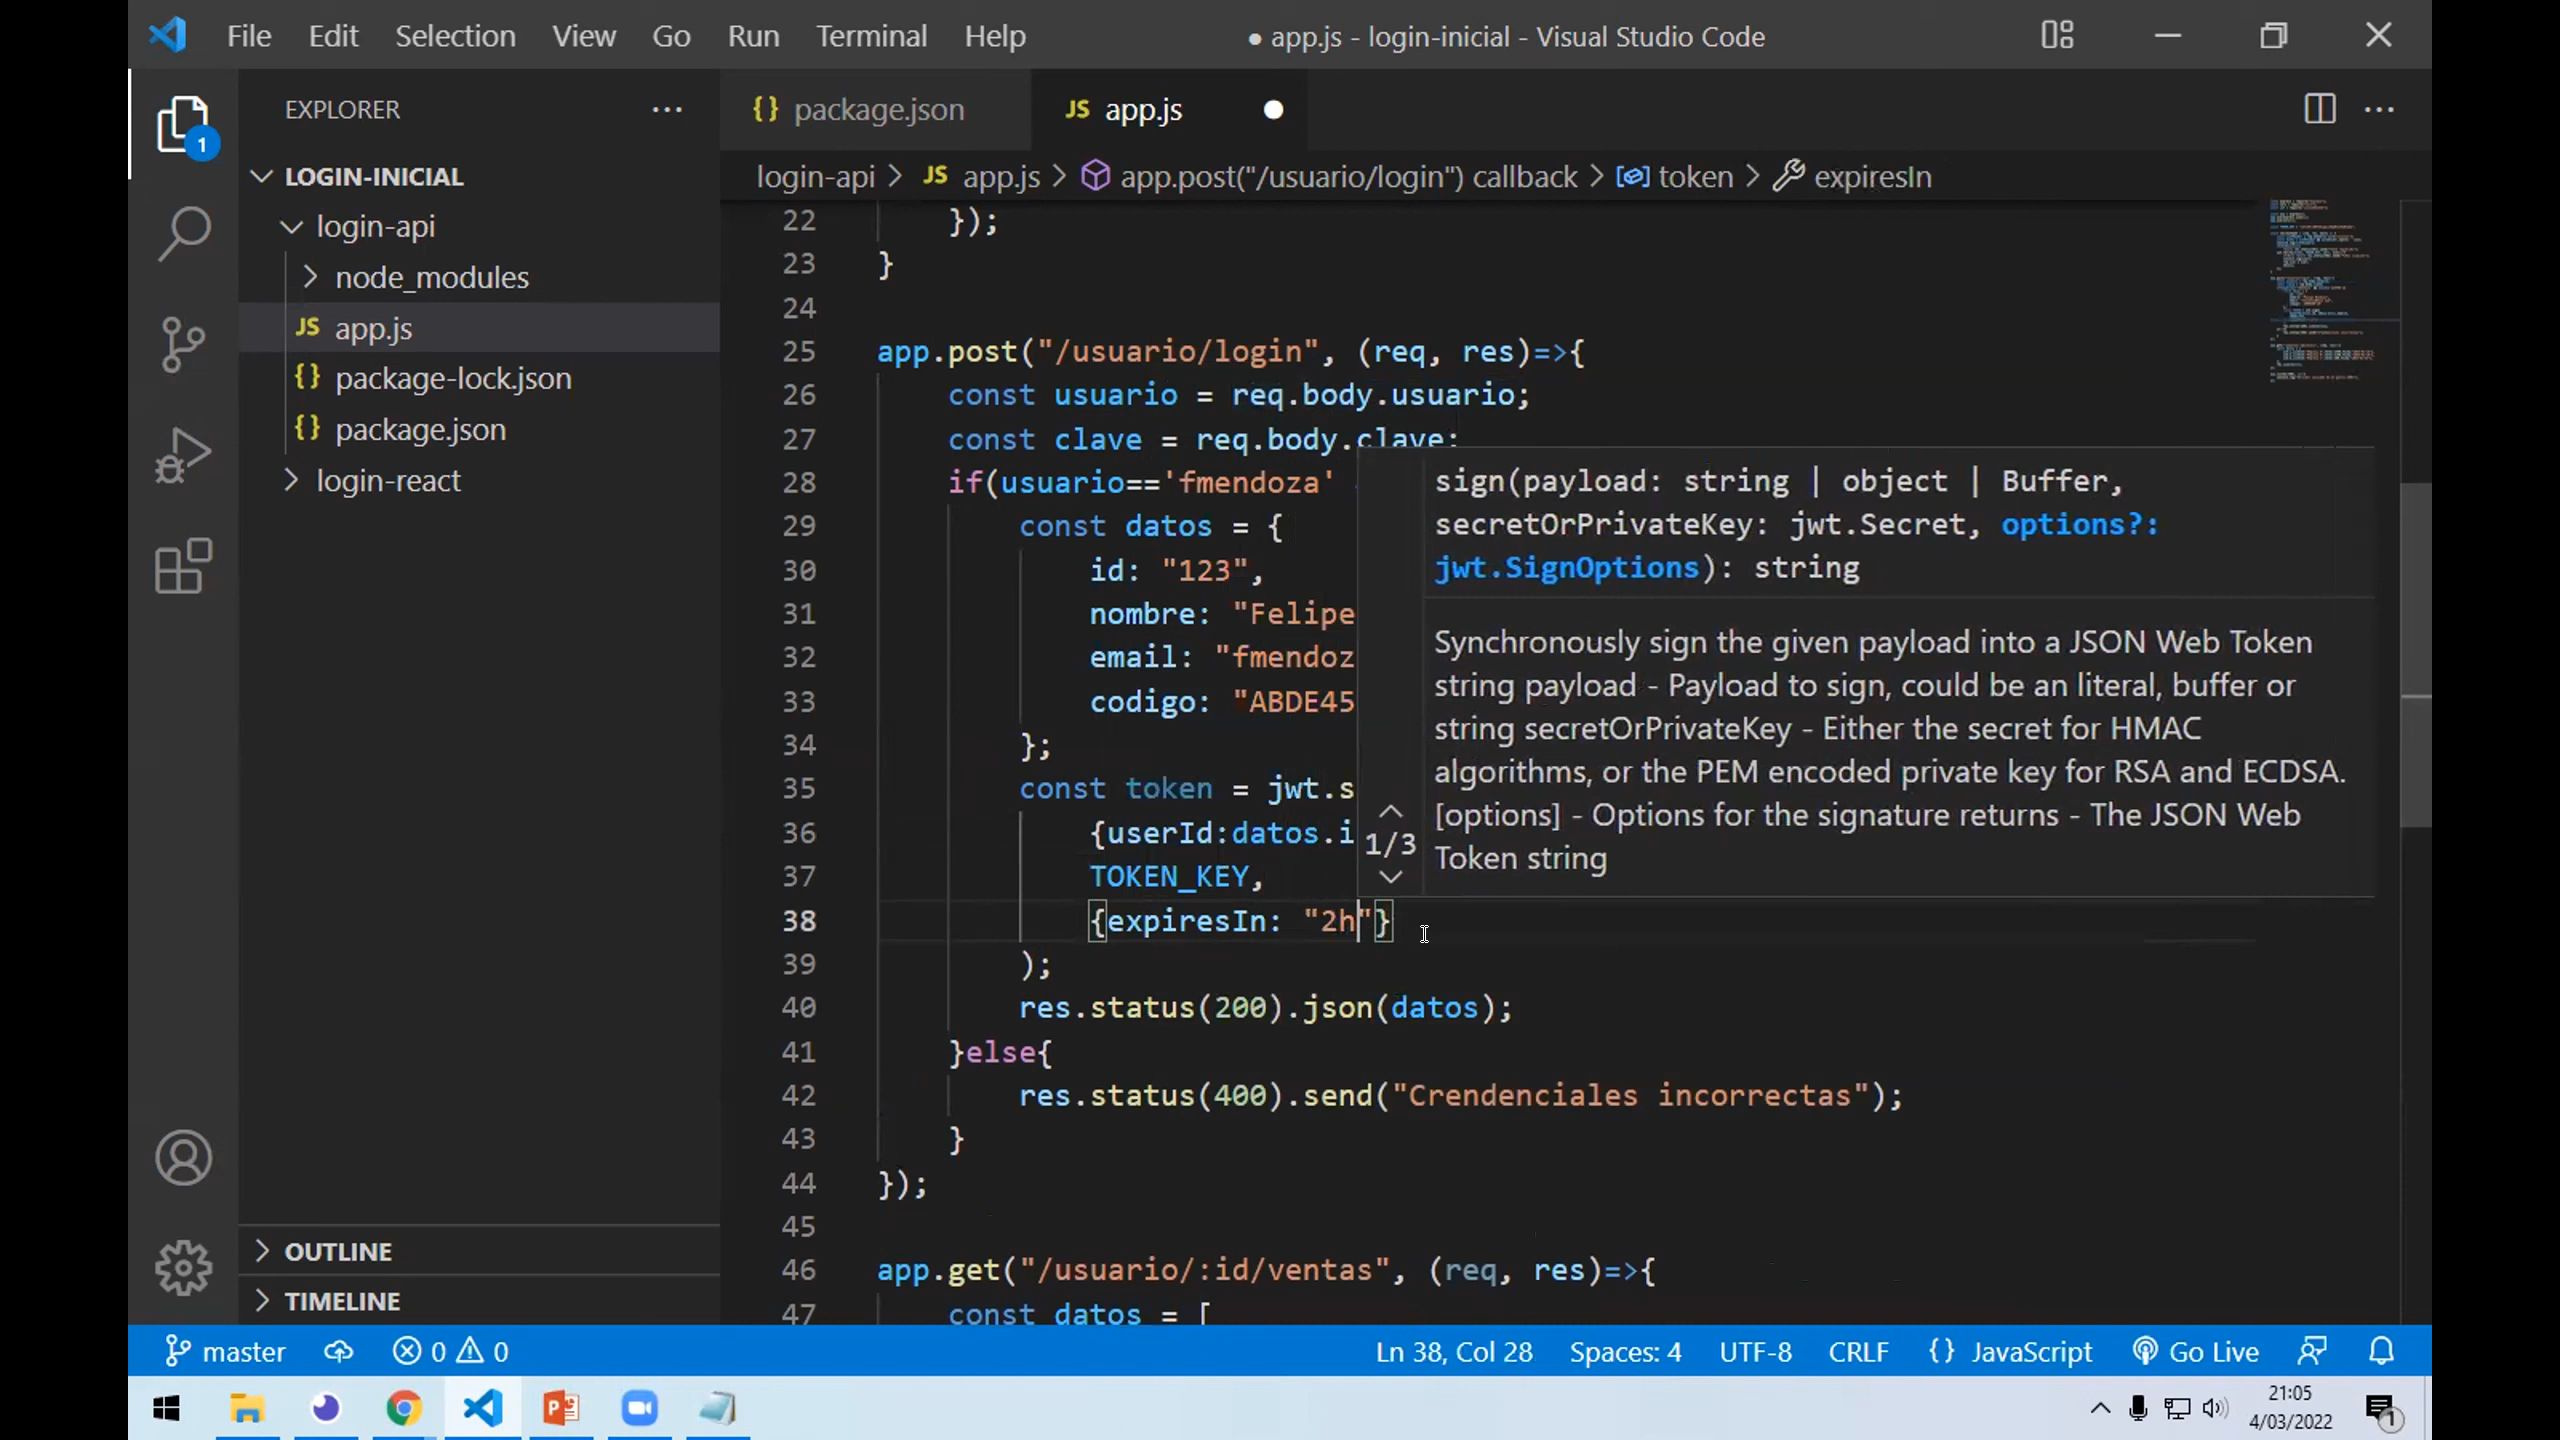 File Edit Selection View Go Run Terminal Help
● app.js - login-inicial - Visual Studio Code
EXPLORER
1
LOGIN-INICIAL
login-api
node_modules
JS app.js
{} package-lock.json
{} package.json
login-react
OUTLINE
TIMELINE
{} package.json
JS app.js
login-api > JS app.js > app.post("/usuario/login") callback > token > expiresIn
22 });
23 }
24
25 app.post("/usuario/login", (req, res)=>{
26 const usuario = req.body.usuario;
27 const clave = req.body.clave;
28 if(usuario=='fmendoza'
29 const datos = {
30 id: "123",
31 nombre: "Felipe
32 email: "fmendoz
33 codigo: "ABDE45
34 };
35 const token = jwt.s
36 {userId:datos.i
37 TOKEN_KEY,
38 {expiresIn: "2h"}
39 );
40 res.status(200).json(datos);
41 }else{
42 res.status(400).send("Crendenciales incorrectas");
43 }
44 });
45
46 app.get("/usuario/:id/ventas", (req, res)=>{
47 const datos = [
1/3
sign(payload: string | object | Buffer,
secretOrPrivateKey: jwt.Secret, options?:
jwt.SignOptions): string
Synchronously sign the given payload into a JSON Web Token
string payload - Payload to sign, could be an literal, buffer or
string secretOrPrivateKey - Either the secret for HMAC
algorithms, or the PEM encoded private key for RSA and ECDSA.
[options] - Options for the signature returns - The JSON Web
Token string
master 0 0
Ln 38, Col 28 Spaces: 4 UTF-8 CRLF {} JavaScript Go Live
21:05
4/03/2022
1